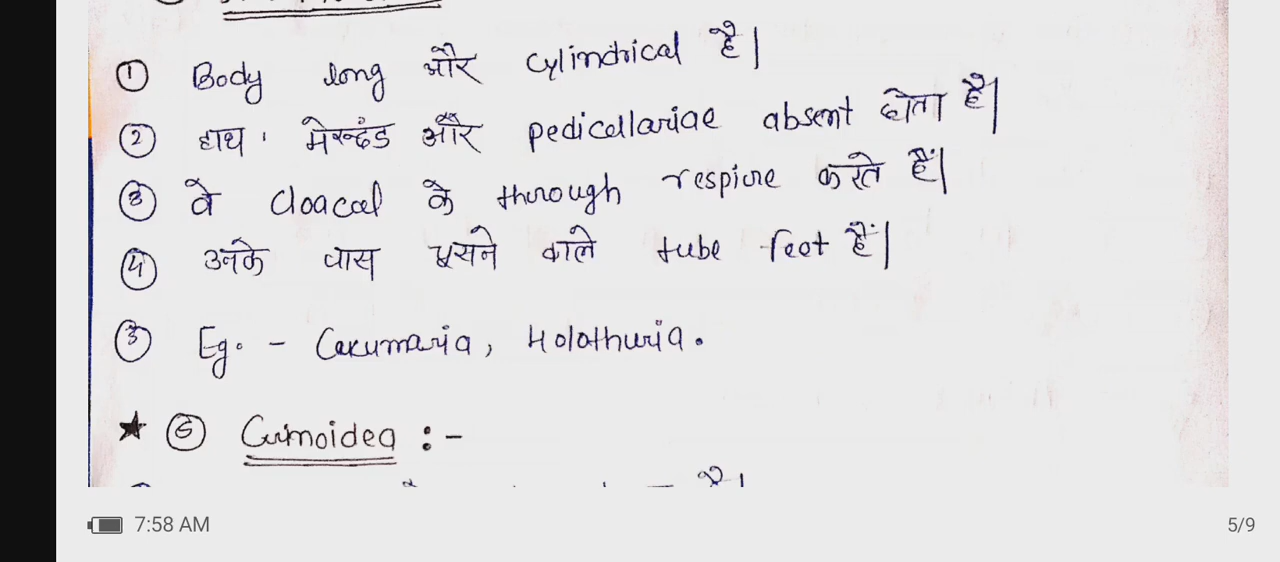 ① Body long और cylindrical है|
② हाथ, मेरुदंड और pedicellariae absent होता है|
③ वे cloacal के through respire करते हैं|
④ उनके पास चूसने वाले tube feet हैं|
⑤ Eg. - Cucumaria, Holothuria.
★ ⑤ Crinoidea :-
7:58 AM
5/9